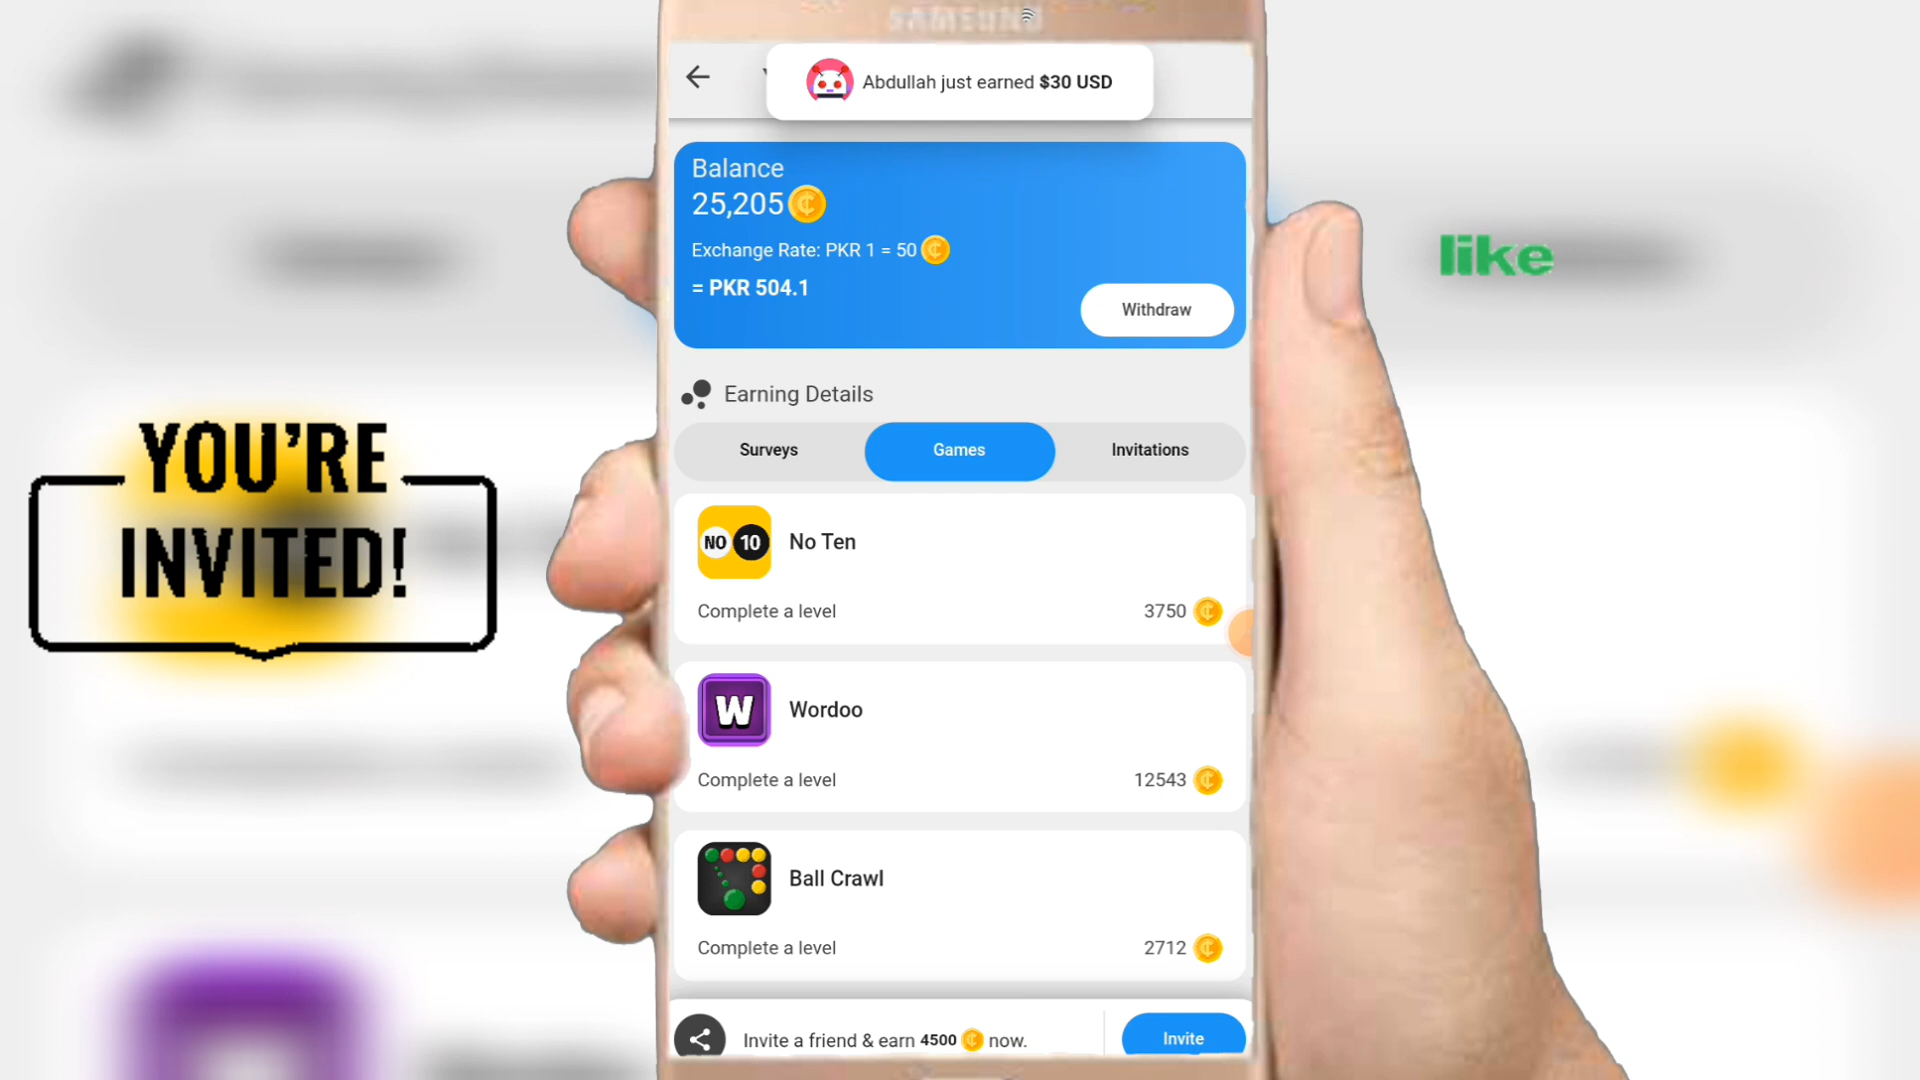 SAMSUNG
Abdullah just earned $30 USD
Balance
25,205
Exchange Rate: PKR 1 = 50
= PKR 504.1
Withdraw
like
Earning Details
Surveys
Games
Invitations
YOU'RE
INVITED!
NO 10
No Ten
Complete a level
3750
W
Wordoo
Complete a level
12543
Ball Crawl
Complete a level
2712
Invite a friend & earn 4500 now.
Invite